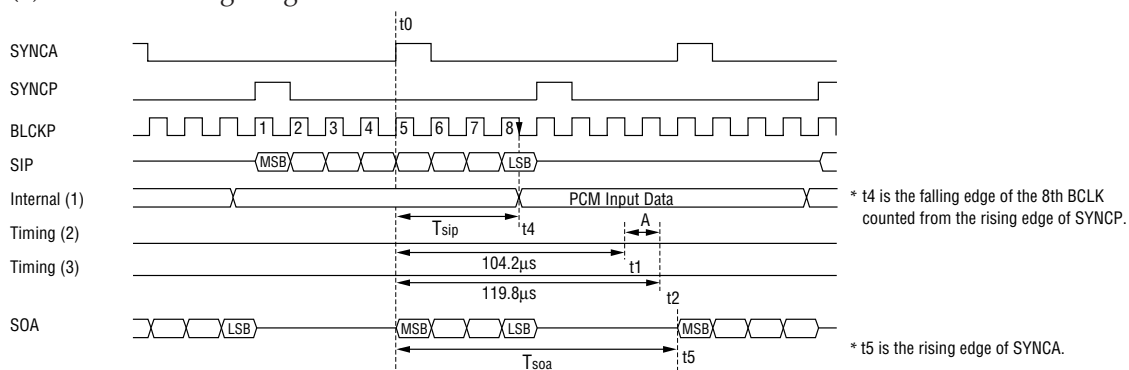 t0
SYNCA
SYNCP
BLCKP
1 2 3 4 5 6 7 8
SIP
MSB LSB
Internal (1)
PCM Input Data
* t4 is the falling edge of the 8th BCLK
counted from the rising edge of SYNCP.
Tsip t4 A
Timing (2)
104.2µs t1
Timing (3)
119.8µs t2
SOA
LSB MSB LSB MSB
Tsoa t5
* t5 is the rising edge of SYNCA.